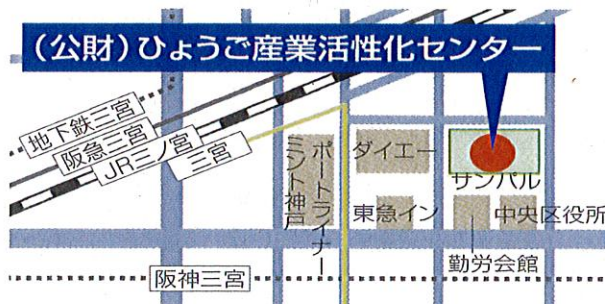 (公財)ひょうご産業活性化センター
地下鉄三宮
阪急三宮
JR三ノ宮
三宮
ミント神戸
ポートライナー
ダイエー
サンパル
東急イン
中央区役所
勤労会館
阪神三宮